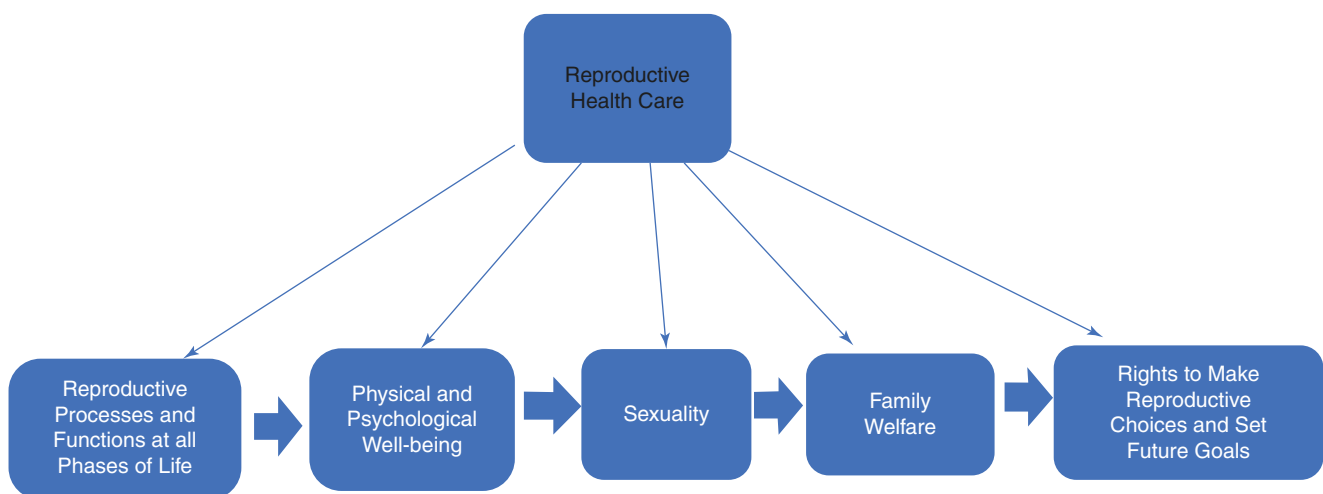 Reproductive
Health Care
Reproductive
Processes and
Functions at all
Phases of Life
Physical and
Psychological
Well-being
Sexuality
Family
Welfare
Rights to Make
Reproductive
Choices and Set
Future Goals